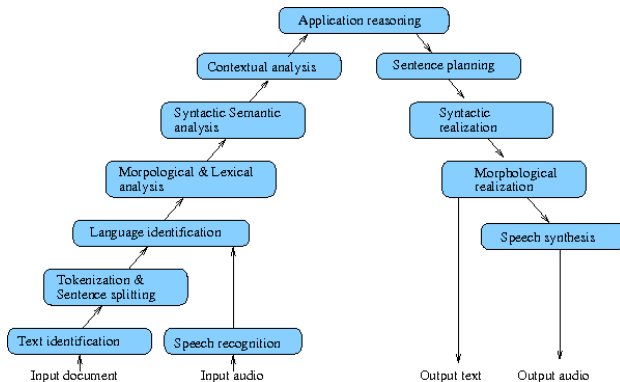 Application reasoning
Contextual analysis
Sentence planning
Syntactic Semantic
analysis
Syntactic
realization
Morpological & Lexical
analysis
Morphological
realization
Language identification
Speech synthesis
Tokenization &
Sentence splitting
Text identification
Speech recognition
Input document
Input audio
Output text
Output audio